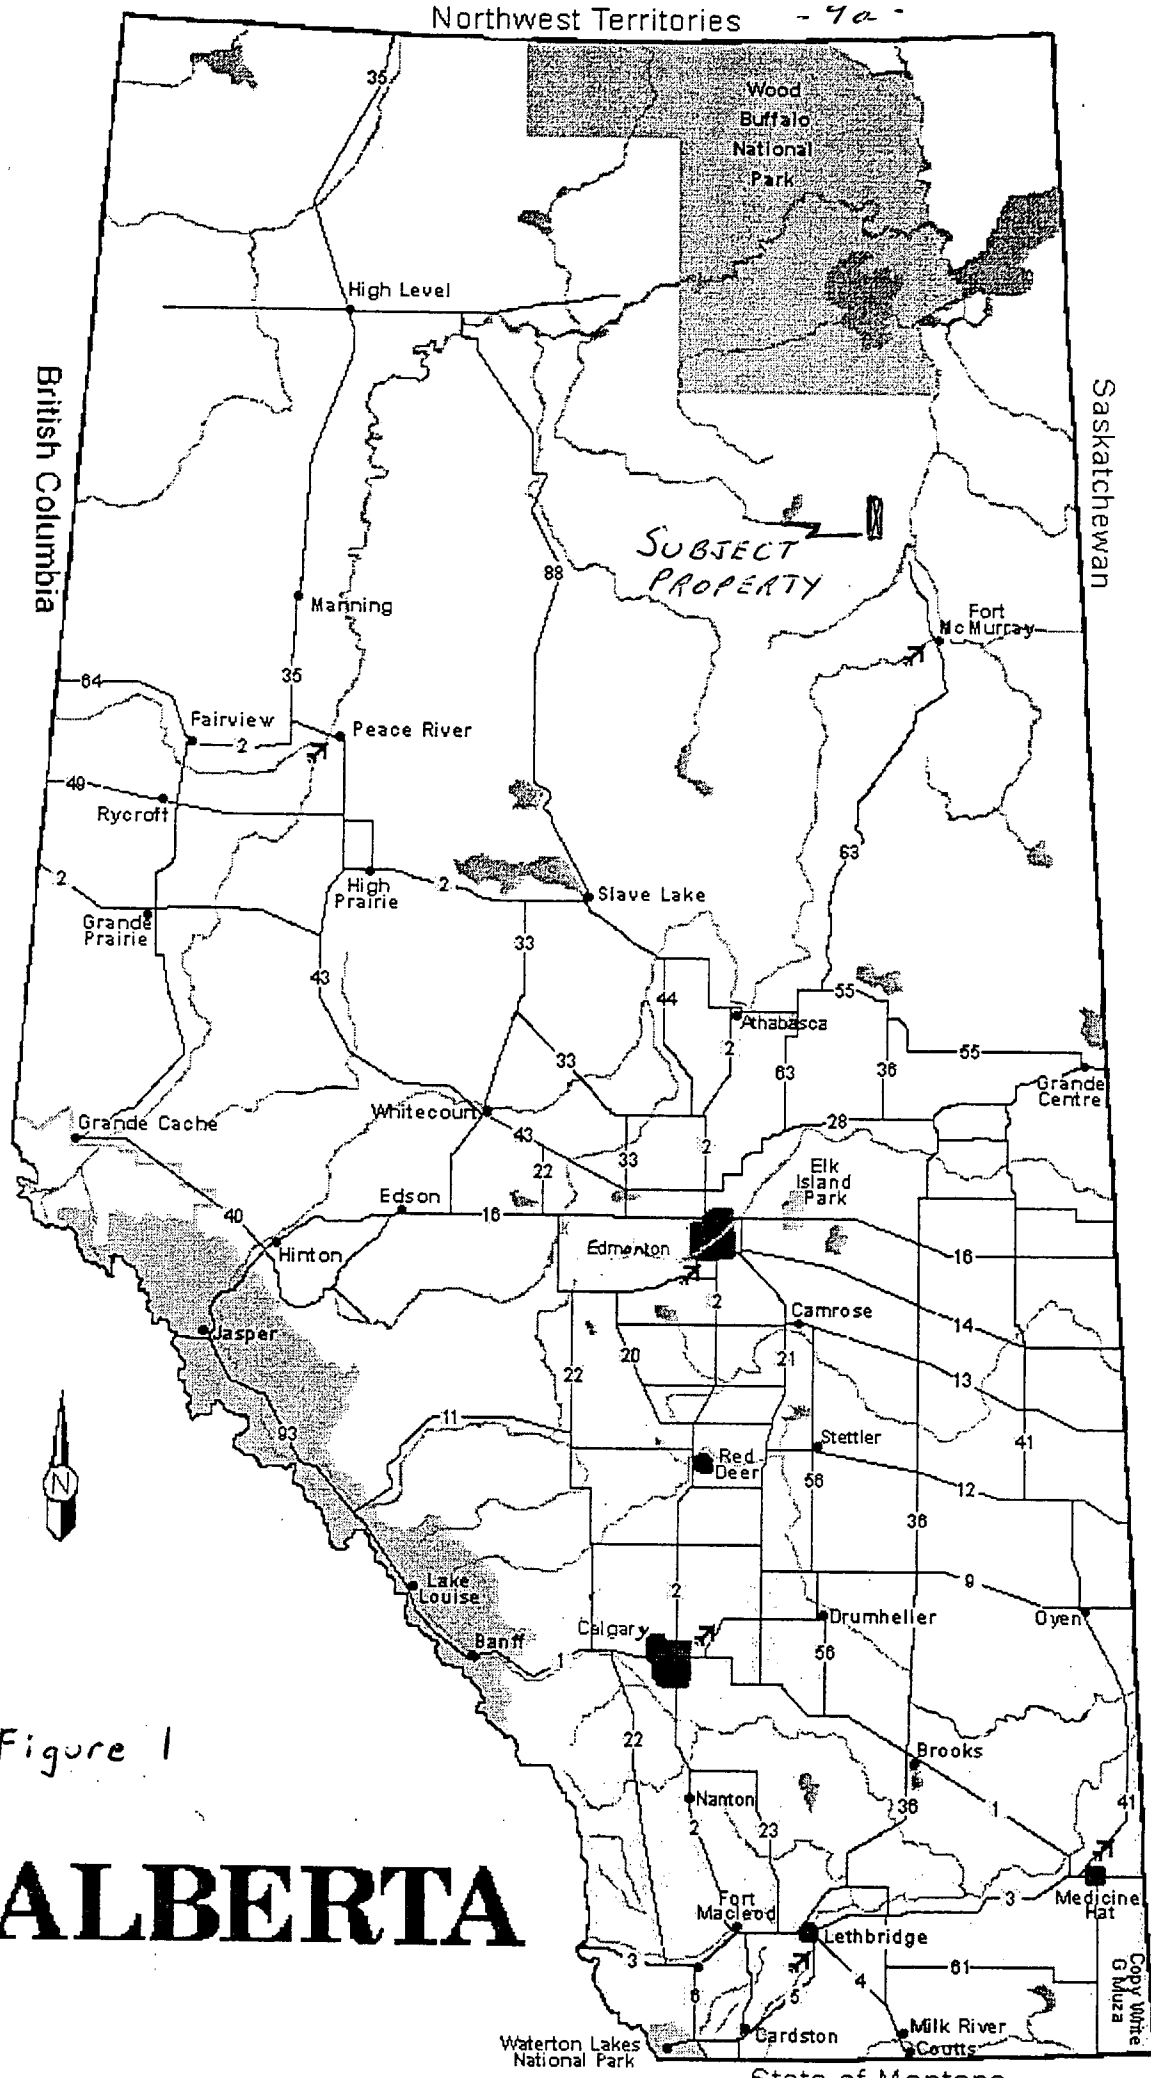 Northwest Territories
- 4a -
35
Wood
Buffalo
National
Park
High Level
British Columbia
Saskatchewan
SUBJECT
PROPERTY
88
Manning
Fort
McMurray
64
35
Fairview
2
Peace River
49
Rycroft
63
2
High
Prairie
2
Slave Lake
Grande
Prairie
33
43
44
55
Athabasca
2
33
63
36
55
Grande
Centre
Whitecourt
Grande Cache
43
28
33
2
22
Elk
Island
Park
Edson
16
40
Hinton
Edmonton
16
2
Camrose
14
Jasper
20
21
22
13
11
93
Stettler
41
Red
Deer
56
12
36
N
Lake
Louise
2
9
Calgary
Drumheller
Oyen
Banff
1
56
Figure 1
22
Brooks
Nanton
36
1
41
2
23
ALBERTA
Fort
Macleod
3
Medicine
Hat
Lethbridge
3
61
4
6
5
Copy White
G Muza
Cardston
Milk River
Coutts
Waterton Lakes
National Park
State of Montana